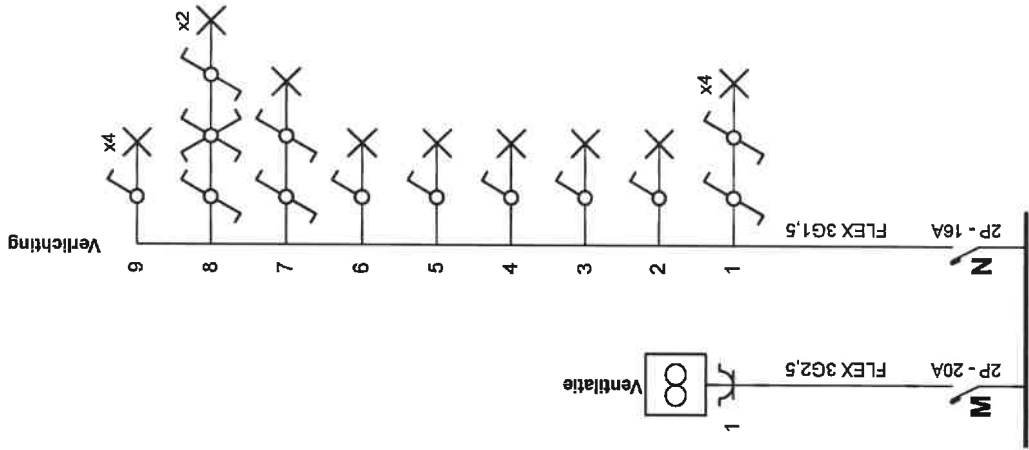 Verlichting
x4
9
x2
8
7
6
5
4
3
2
x4
1
FLEX 3G1,5
2P - 16A
N
Ventilatie
1
FLEX 3G2,5
2P - 20A
M